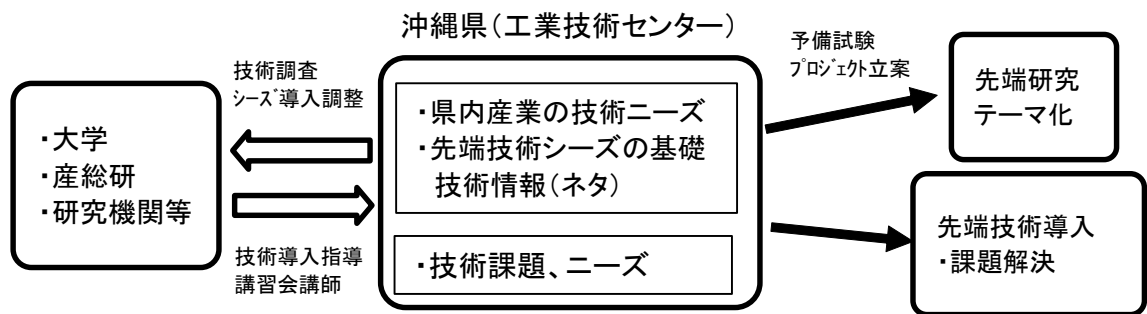 沖縄県(工業技術センター)
技術調査
シーズ導入調整
・大学
・産総研
・研究機関等
技術導入指導
講習会講師
・県内産業の技術ニーズ
・先端技術シーズの基礎
技術情報(ネタ)
・技術課題、ニーズ
予備試験
プロジェクト立案
先端研究
テーマ化
先端技術導入
・課題解決